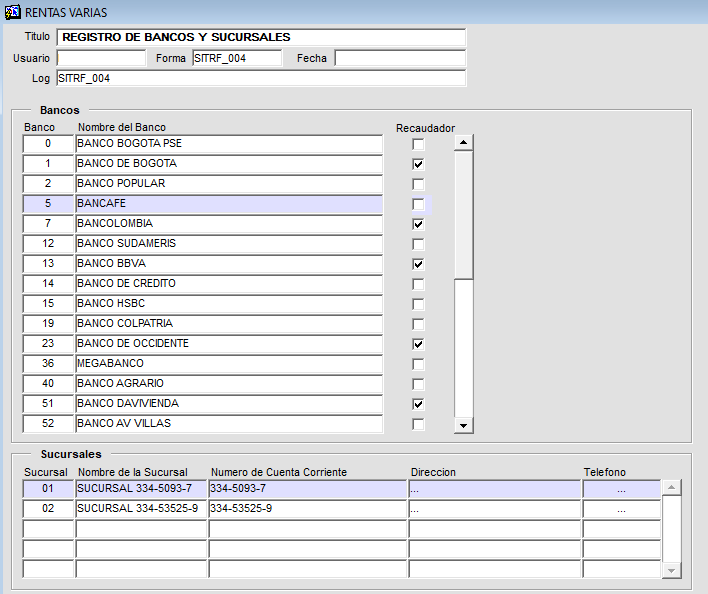 RENTAS VARIAS
Titulo REGISTRO DE BANCOS Y SUCURSALES
Usuario Forma SITRF_004 Fecha
Log SITRF_004
Bancos
Banco Nombre del Banco Recaudador
0 BANCO BOGOTA PSE
1 BANCO DE BOGOTA
2 BANCO POPULAR
5 BANCAFE
7 BANCOLOMBIA
12 BANCO SUDAMERIS
13 BANCO BBVA
14 BANCO DE CREDITO
15 BANCO HSBC
19 BANCO COLPATRIA
23 BANCO DE OCCIDENTE
36 MEGABANCO
40 BANCO AGRARIO
51 BANCO DAVIVIENDA
52 BANCO AV VILLAS
Sucursales
Sucursal Nombre de la Sucursal Numero de Cuenta Corriente Direccion Telefono
01 SUCURSAL 334-5093-7 334-5093-7 ... ...
02 SUCURSAL 334-53525-9 334-53525-9 ... ...